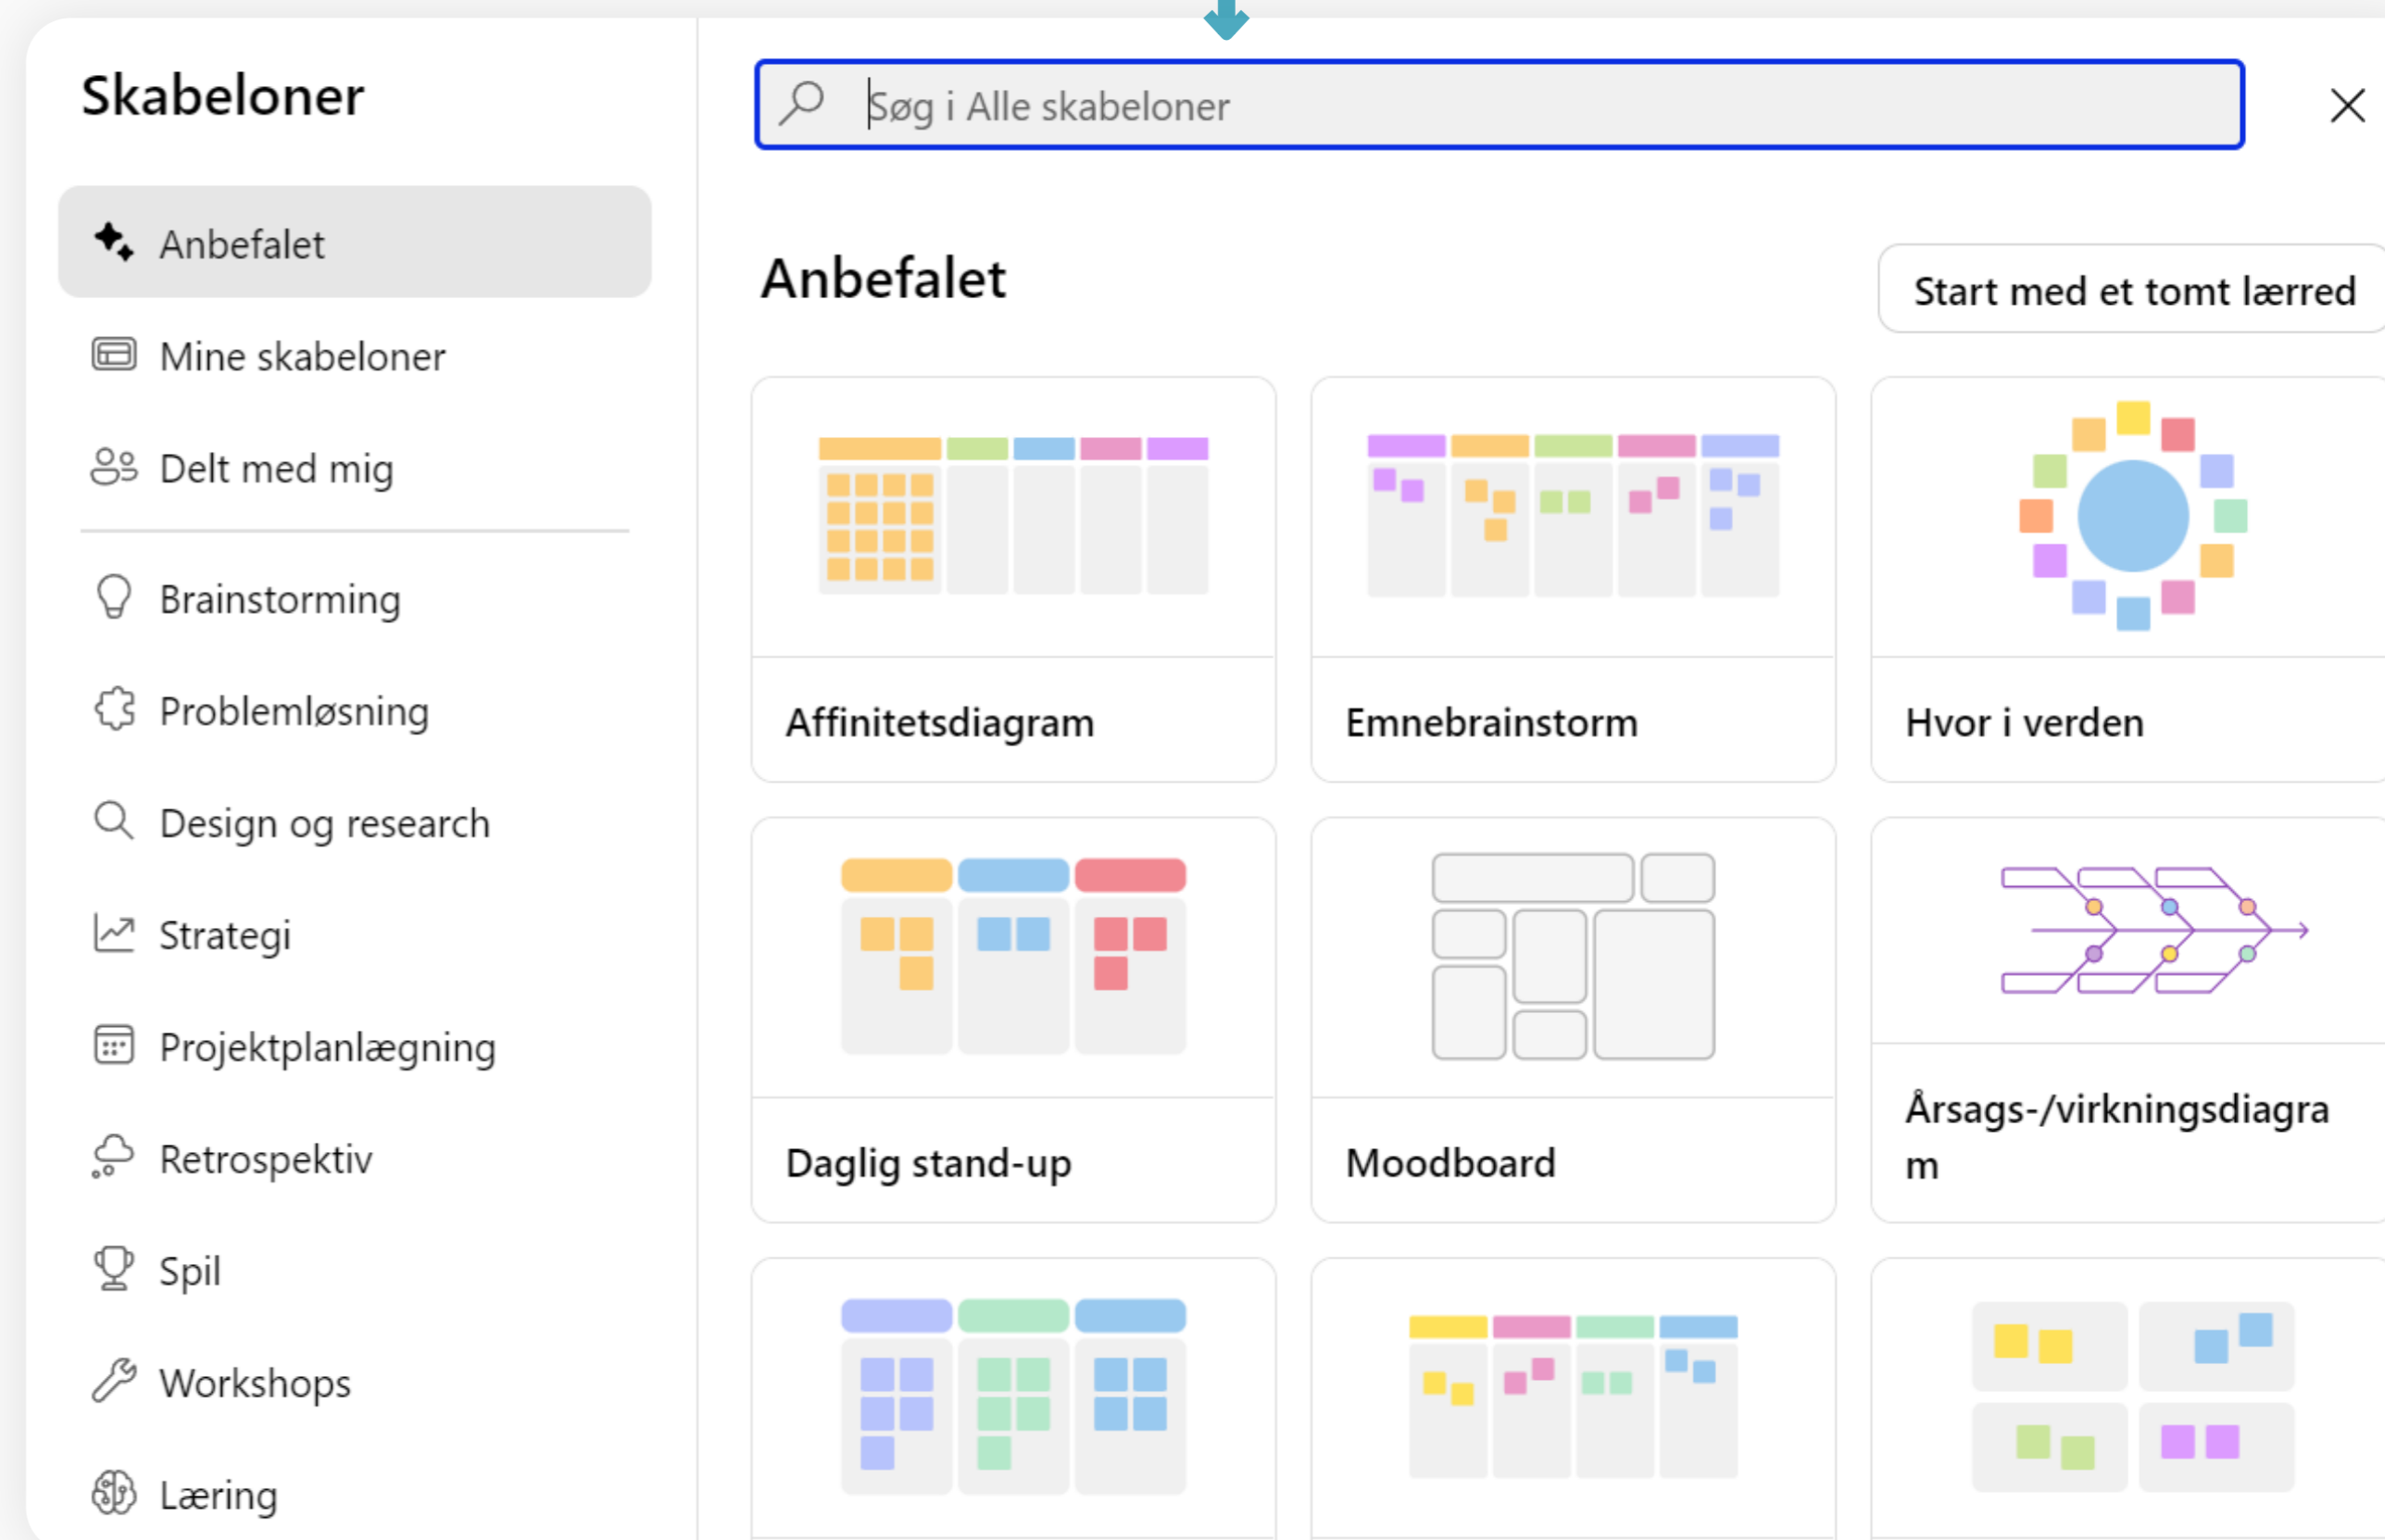 Skabeloner
Anbefalet
Mine skabeloner
Delt med mig
Brainstorming
Problemløsning
Design og research
Strategi
Projektplanlægning
Retrospektiv
Spil
Workshops
Læring
Søg i Alle skabeloner
Anbefalet
Start med et tomt lærred
Affinitetsdiagram
Emnebrainstorm
Hvor i verden
Daglig stand-up
Moodboard
Årsags-/virkningsdiagra
m